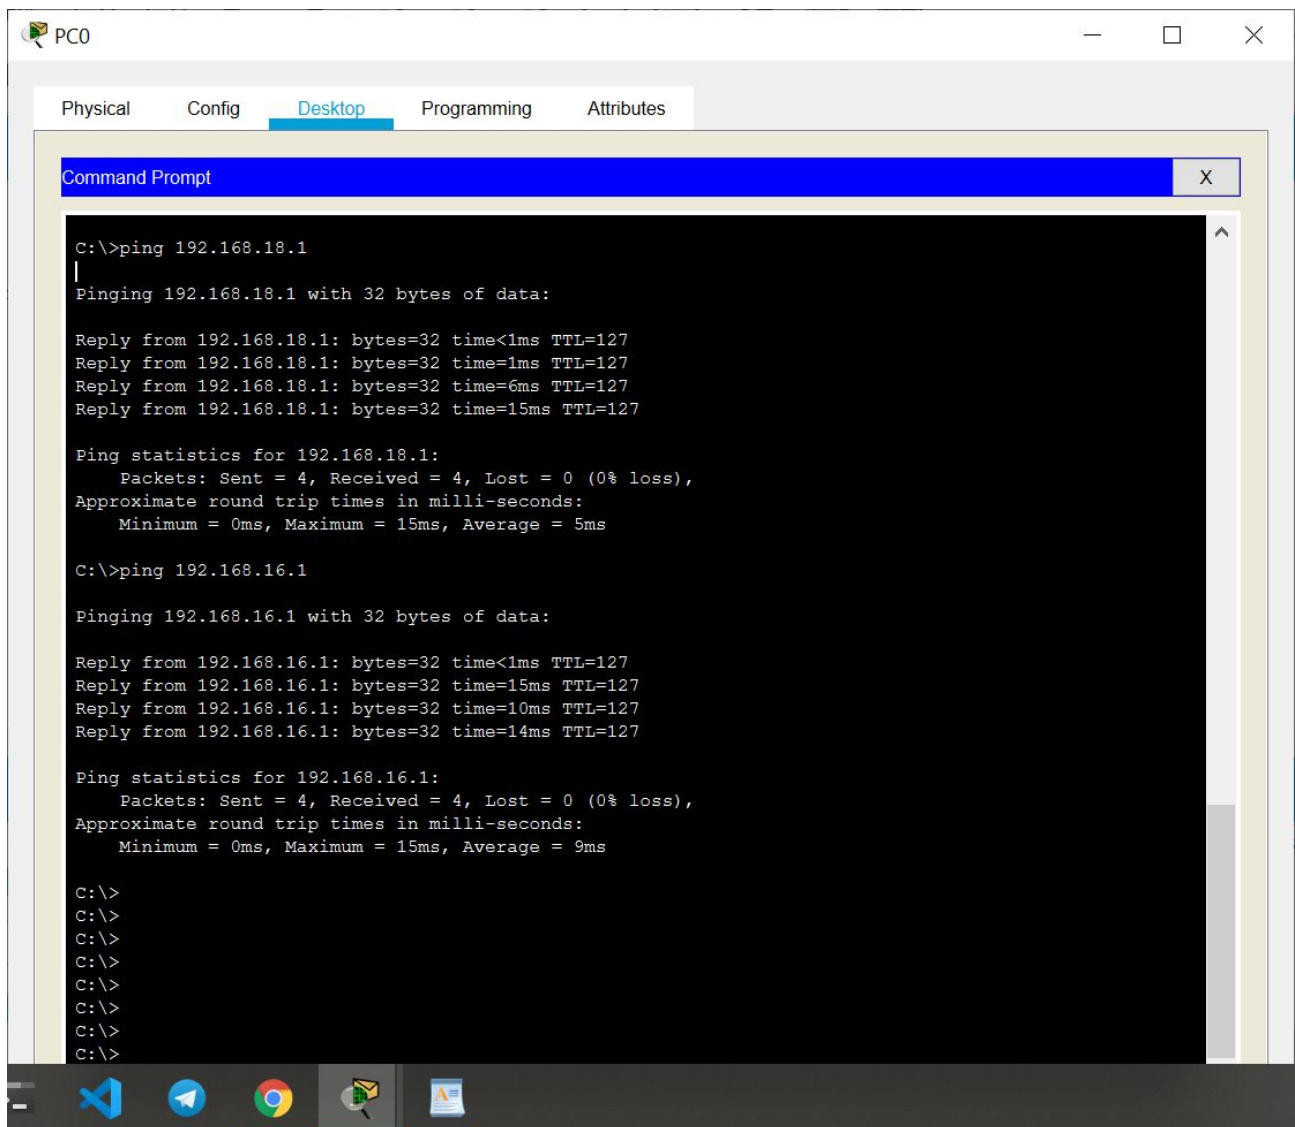 PC0
Physical Config Desktop Programming Attributes
Command Prompt X
C:\>ping 192.168.18.1
Pinging 192.168.18.1 with 32 bytes of data:
Reply from 192.168.18.1: bytes=32 time<1ms TTL=127
Reply from 192.168.18.1: bytes=32 time=1ms TTL=127
Reply from 192.168.18.1: bytes=32 time=6ms TTL=127
Reply from 192.168.18.1: bytes=32 time=15ms TTL=127
Ping statistics for 192.168.18.1:
Packets: Sent = 4, Received = 4, Lost = 0 (0% loss),
Approximate round trip times in milli-seconds:
Minimum = 0ms, Maximum = 15ms, Average = 5ms
C:\>ping 192.168.16.1
Pinging 192.168.16.1 with 32 bytes of data:
Reply from 192.168.16.1: bytes=32 time<1ms TTL=127
Reply from 192.168.16.1: bytes=32 time=15ms TTL=127
Reply from 192.168.16.1: bytes=32 time=10ms TTL=127
Reply from 192.168.16.1: bytes=32 time=14ms TTL=127
Ping statistics for 192.168.16.1:
Packets: Sent = 4, Received = 4, Lost = 0 (0% loss),
Approximate round trip times in milli-seconds:
Minimum = 0ms, Maximum = 15ms, Average = 9ms
C:\>
C:\>
C:\>
C:\>
C:\>
C:\>
C:\>
C:\>